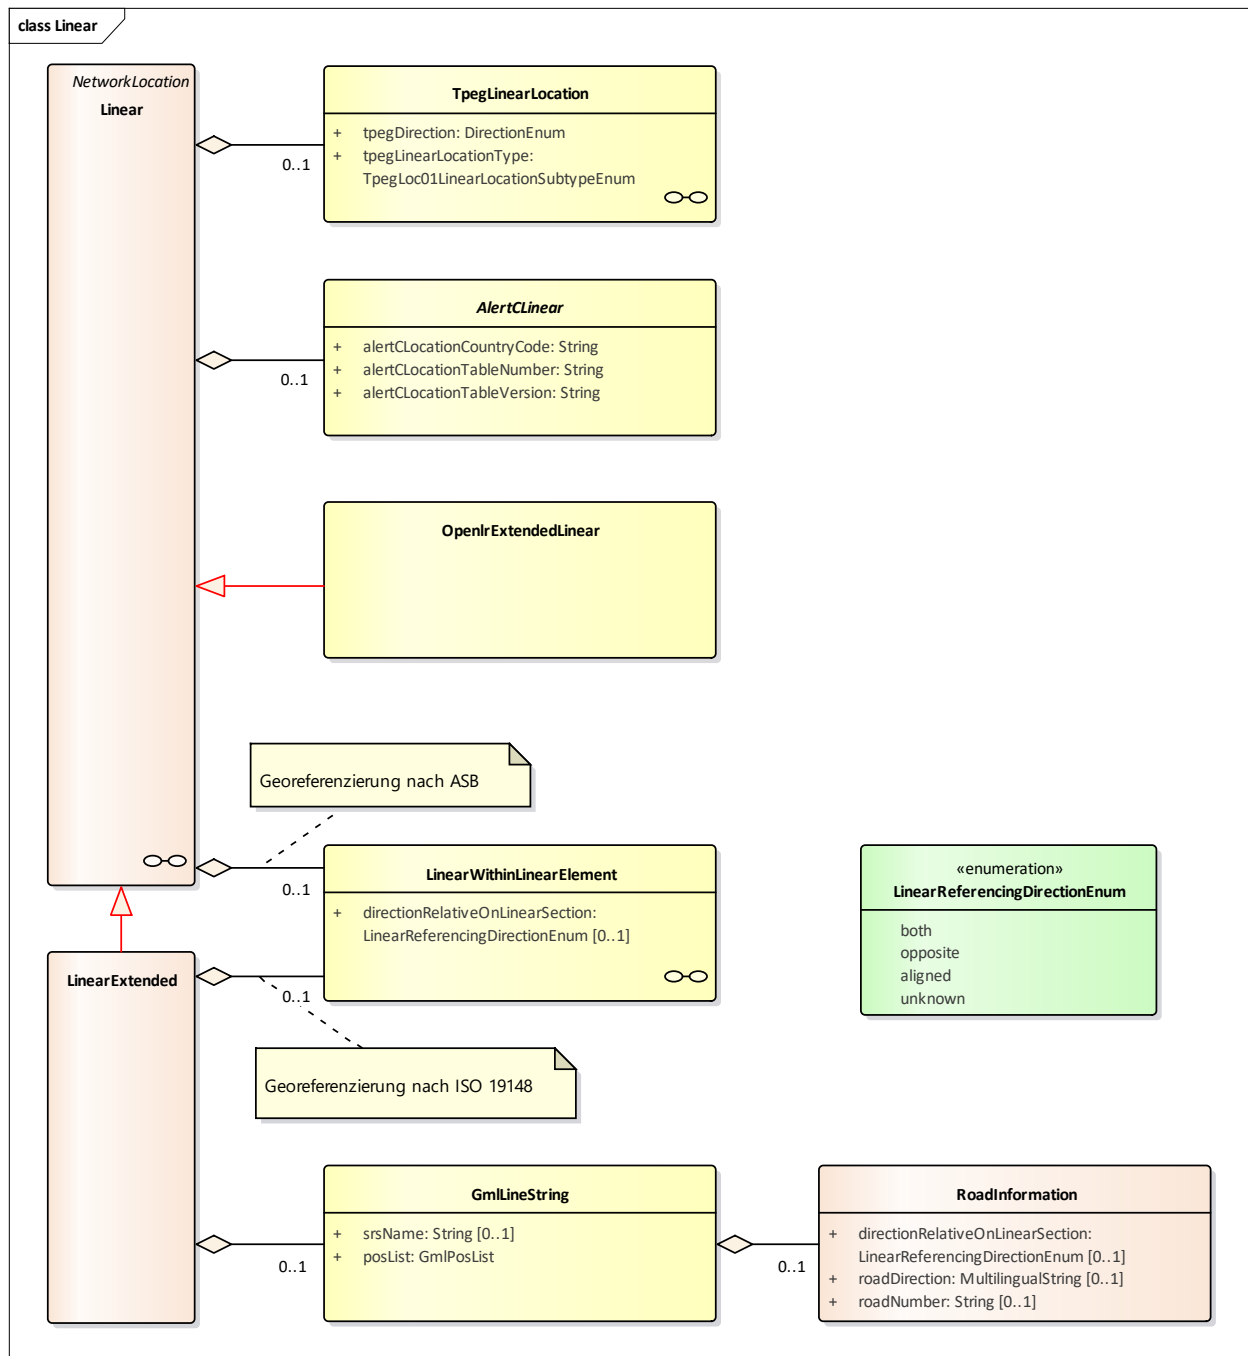 class Linear
NetworkLocation
Linear
TpegLinearLocation
+ tpegDirection: DirectionEnum
+ tpegLinearLocationType:
TpegLoc01LinearLocationSubtypeEnum
0..1
AlertCLinear
+ alertCLocationCountryCode: String
+ alertCLocationTableNumber: String
+ alertCLocationTableVersion: String
0..1
OpenlrExtendedLinear
Georeferenzierung nach ASB
LinearWithinLinearElement
+ directionRelativeOnLinearSection:
LinearReferencingDirectionEnum [0..1]
0..1
0..1
«enumeration»
LinearReferencingDirectionEnum
both
opposite
aligned
unknown
LinearExtended
Georeferenzierung nach ISO 19148
GmlLineString
+ srsName: String [0..1]
+ posList: GmlPosList
0..1
RoadInformation
+ directionRelativeOnLinearSection:
LinearReferencingDirectionEnum [0..1]
+ roadDirection: MultilingualString [0..1]
+ roadNumber: String [0..1]
0..1